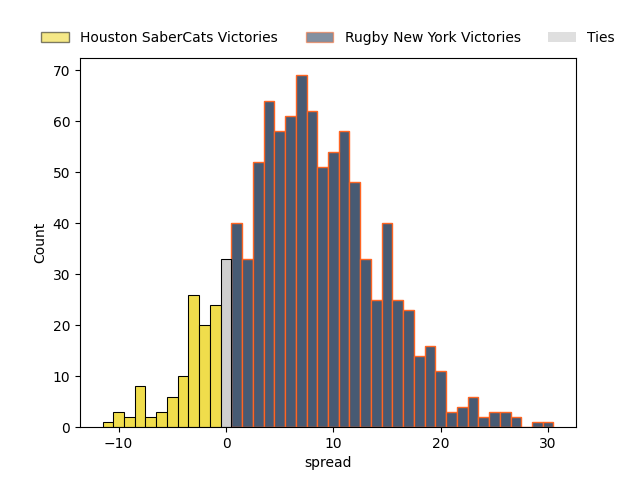 Houston SaberCats Victories Rugby New York Victories Ties
70
60
50
40
30
20
10
0
Count
−10 0 10 20 30
spread